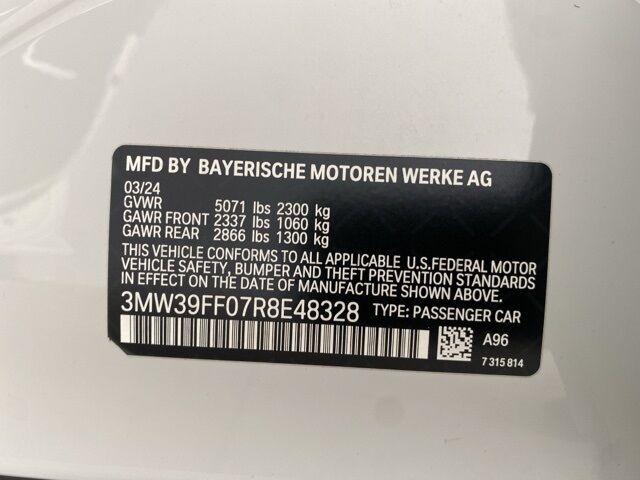 MFD BY BAYERISCHE MOTOREN WERKE AG
03/24
GVWR 5071 lbs 2300 kg
GAWR FRONT 2337 lbs 1060 kg
GAWR REAR 2866 lbs 1300 kg
THIS VEHICLE CONFORMS TO ALL APPLICABLE U.S.FEDERAL MOTOR
VEHICLE SAFETY, BUMPER AND THEFT PREVENTION STANDARDS
IN EFFECT ON THE DATE OF MANUFACTURE SHOWN ABOVE.
3MW39FF07R8E48328 TYPE: PASSENGER CAR
A96
7 315 814